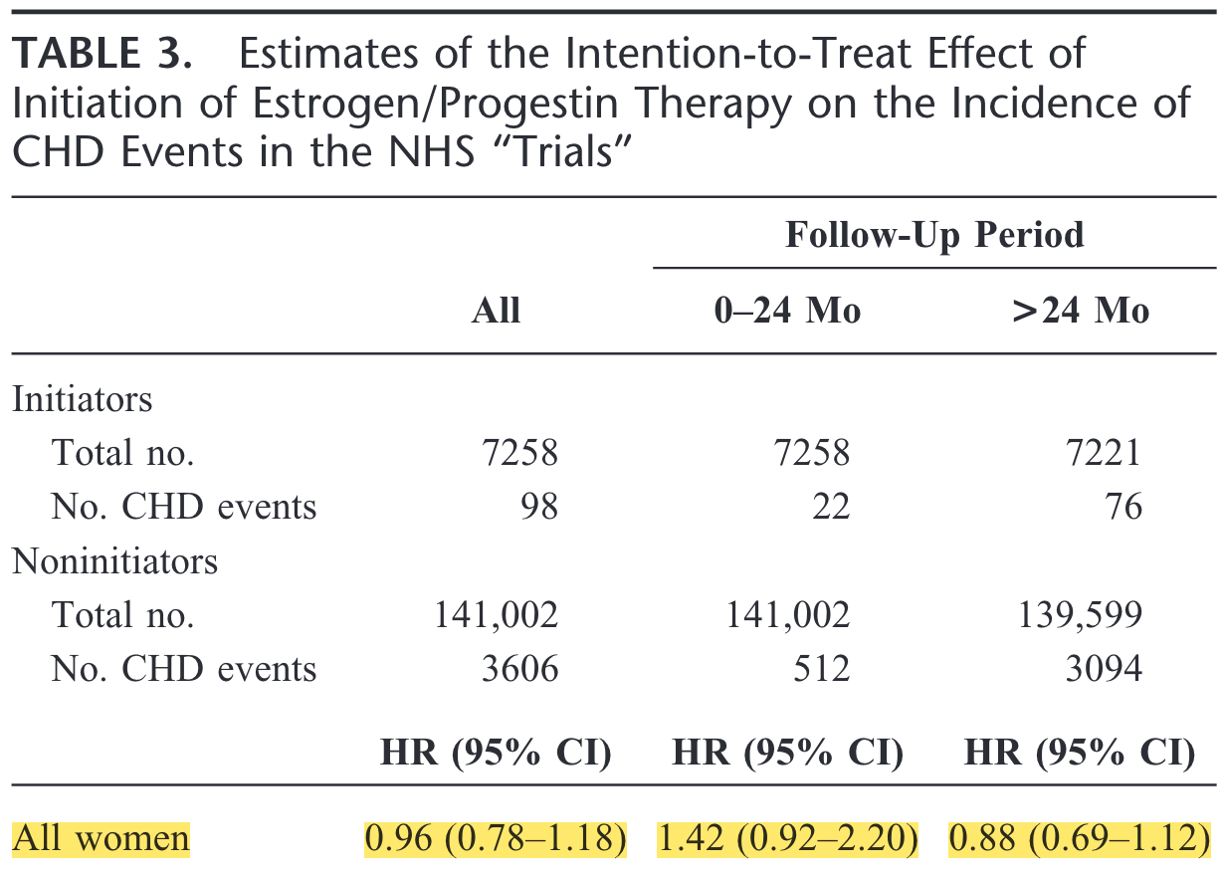 TABLE 3. Estimates of the Intention-to-Treat Effect of
Initiation of Estrogen/Progestin Therapy on the Incidence of
CHD Events in the NHS “Trials”
Follow-Up Period
All 0–24 Mo >24 Mo
Initiators
Total no. 7258 7258 7221
No. CHD events 98 22 76
Noninitiators
Total no. 141,002 141,002 139,599
No. CHD events 3606 512 3094
HR (95% CI) HR (95% CI) HR (95% CI)
All women 0.96 (0.78–1.18) 1.42 (0.92–2.20) 0.88 (0.69–1.12)